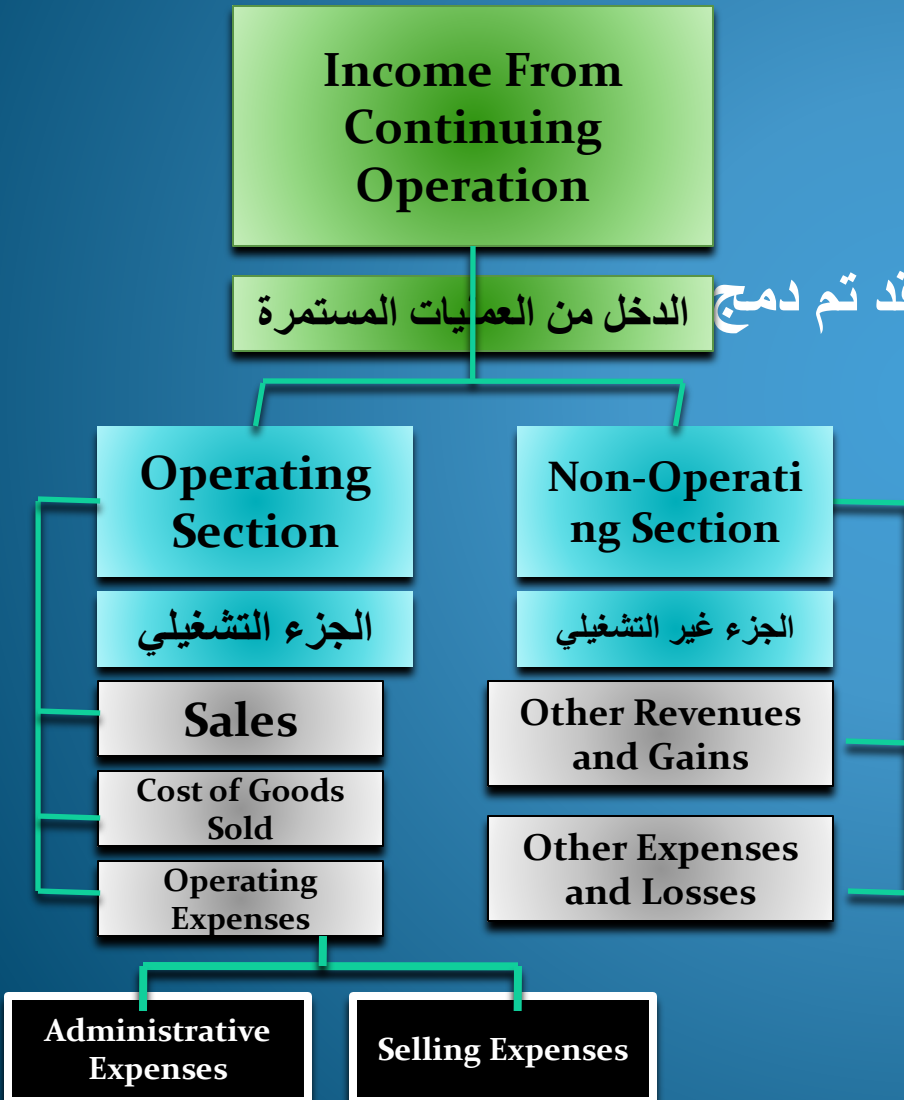 Income From
Continuing
Operation
الدخل من العمليات المستمرة
تم دمج
Operating
Section
Non-Operati
ng Section
الجزء التشغيلي
الجزء غير التشغيلي
Sales
Other Revenues
and Gains
Cost of Goods
Sold
Other Expenses
and Losses
Operating
Expenses
Administrative
Expenses
Selling Expenses